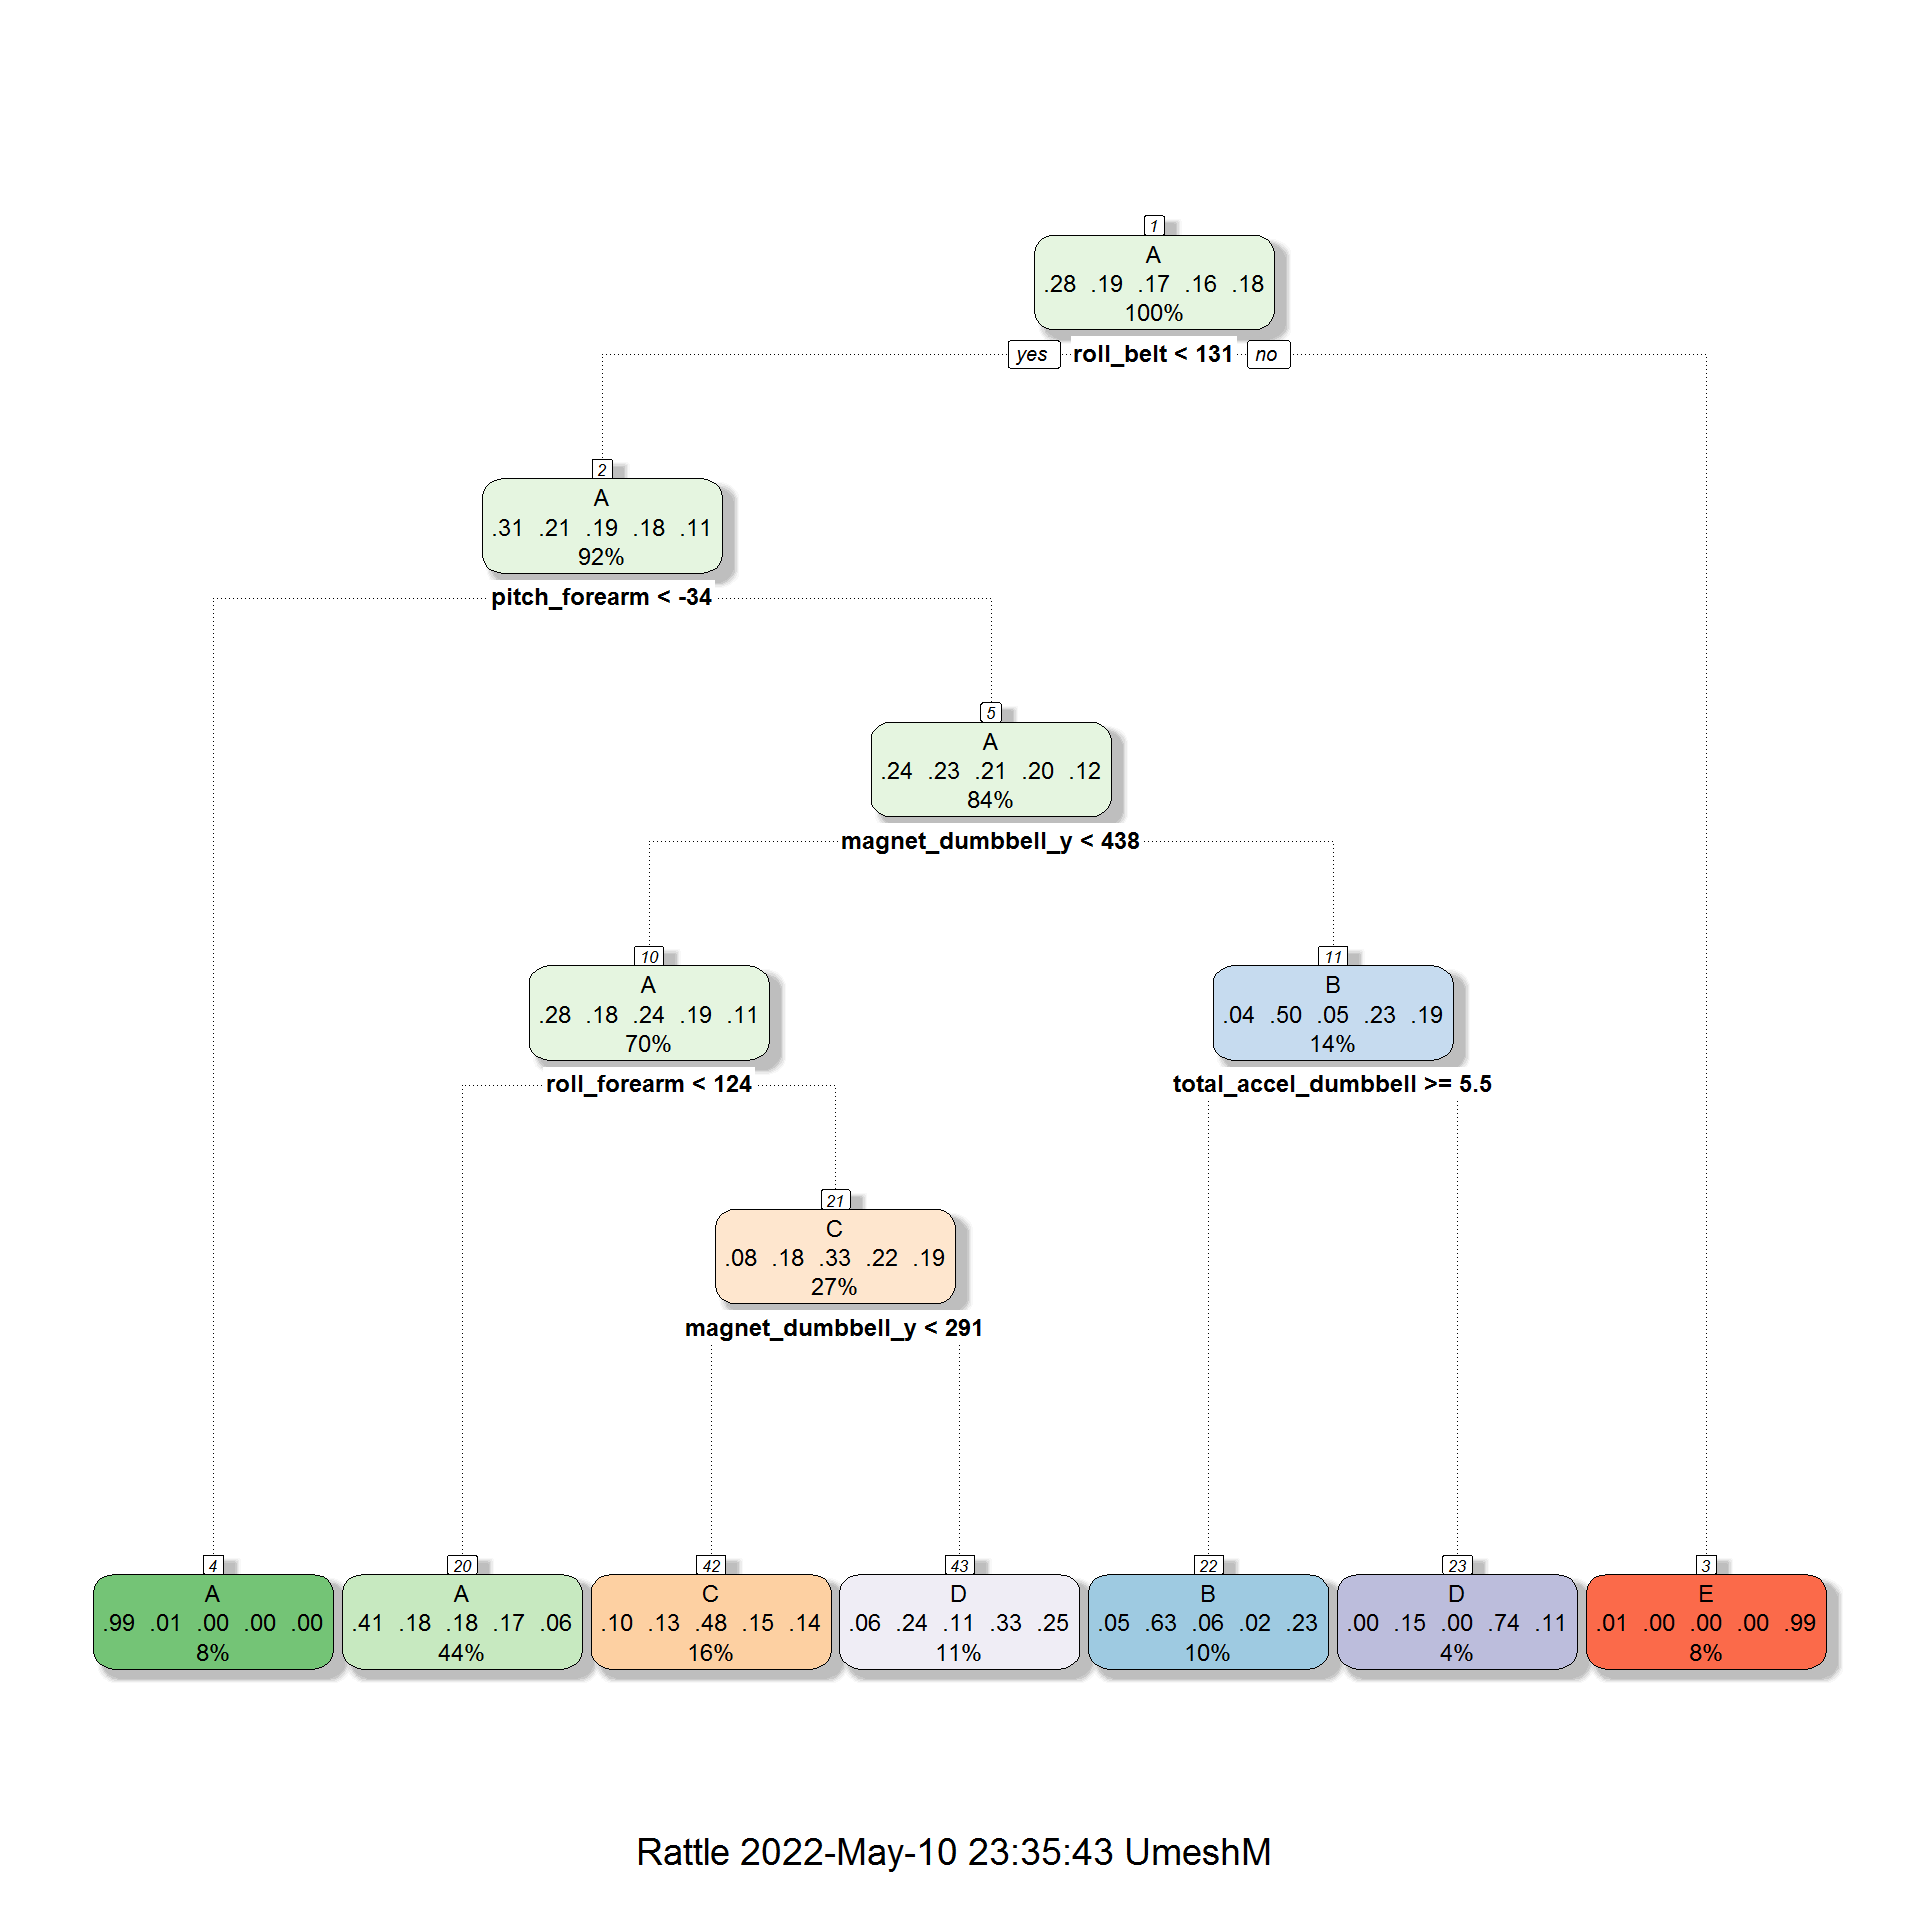 1
A
.28 .19 .17 .16 .18
100%
yes roll_belt < 131 no
2
A
.31 .21 .19 .18 .11
92%
pitch_forearm < -34
5
A
.24 .23 .21 .20 .12
84%
magnet_dumbbell_y < 438
10
A
.28 .18 .24 .19 .11
70%
roll_forearm < 124
11
B
.04 .50 .05 .23 .19
14%
total_accel_dumbbell >= 5.5
21
C
.08 .18 .33 .22 .19
27%
magnet_dumbbell_y < 291
4
A
.99 .01 .00 .00 .00
8%
20
A
.41 .18 .18 .17 .06
44%
42
C
.10 .13 .48 .15 .14
16%
43
D
.06 .24 .11 .33 .25
11%
22
B
.05 .63 .06 .02 .23
10%
23
D
.00 .15 .00 .74 .11
4%
3
E
.01 .00 .00 .00 .99
8%
Rattle 2022-May-10 23:35:43 UmeshM